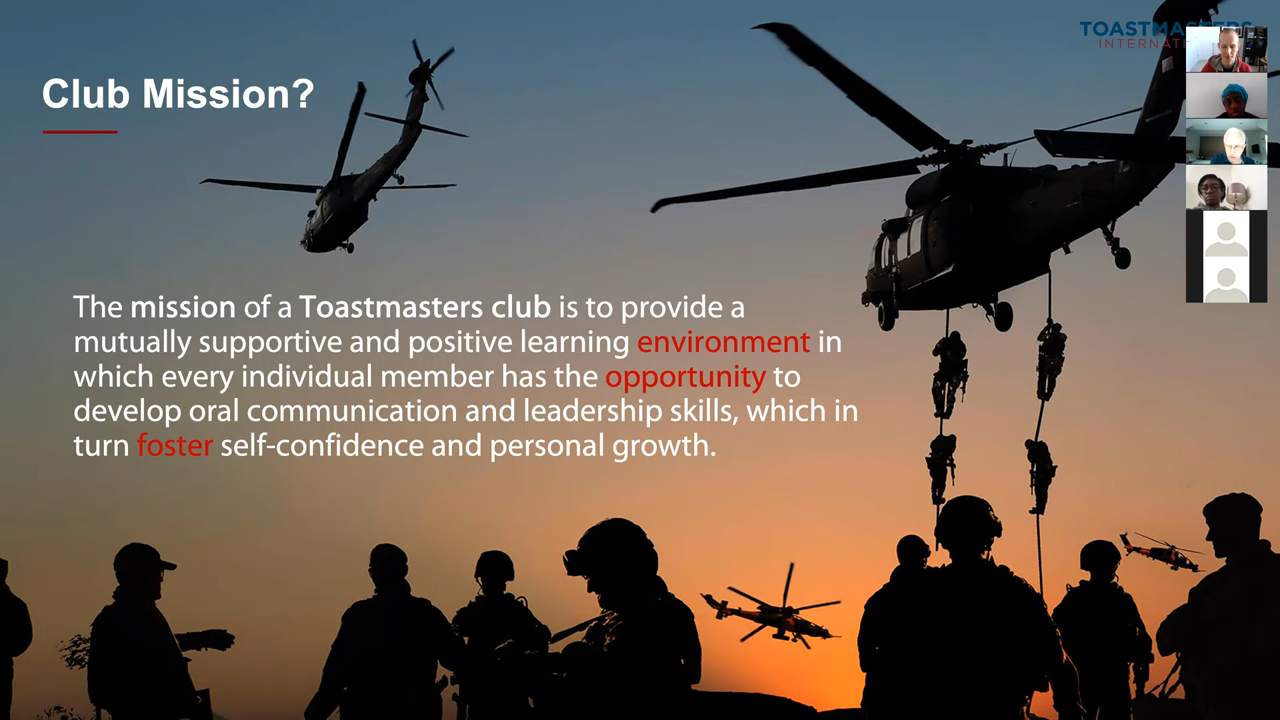 TOASTMASTERS
Club Mission?
The mission of a Toastmasters club is to provide a
mutually supportive and positive learning environment in
which every individual member has the opportunity to
develop oral communication and leadership skills, which in
turn foster self-confidence and personal growth.